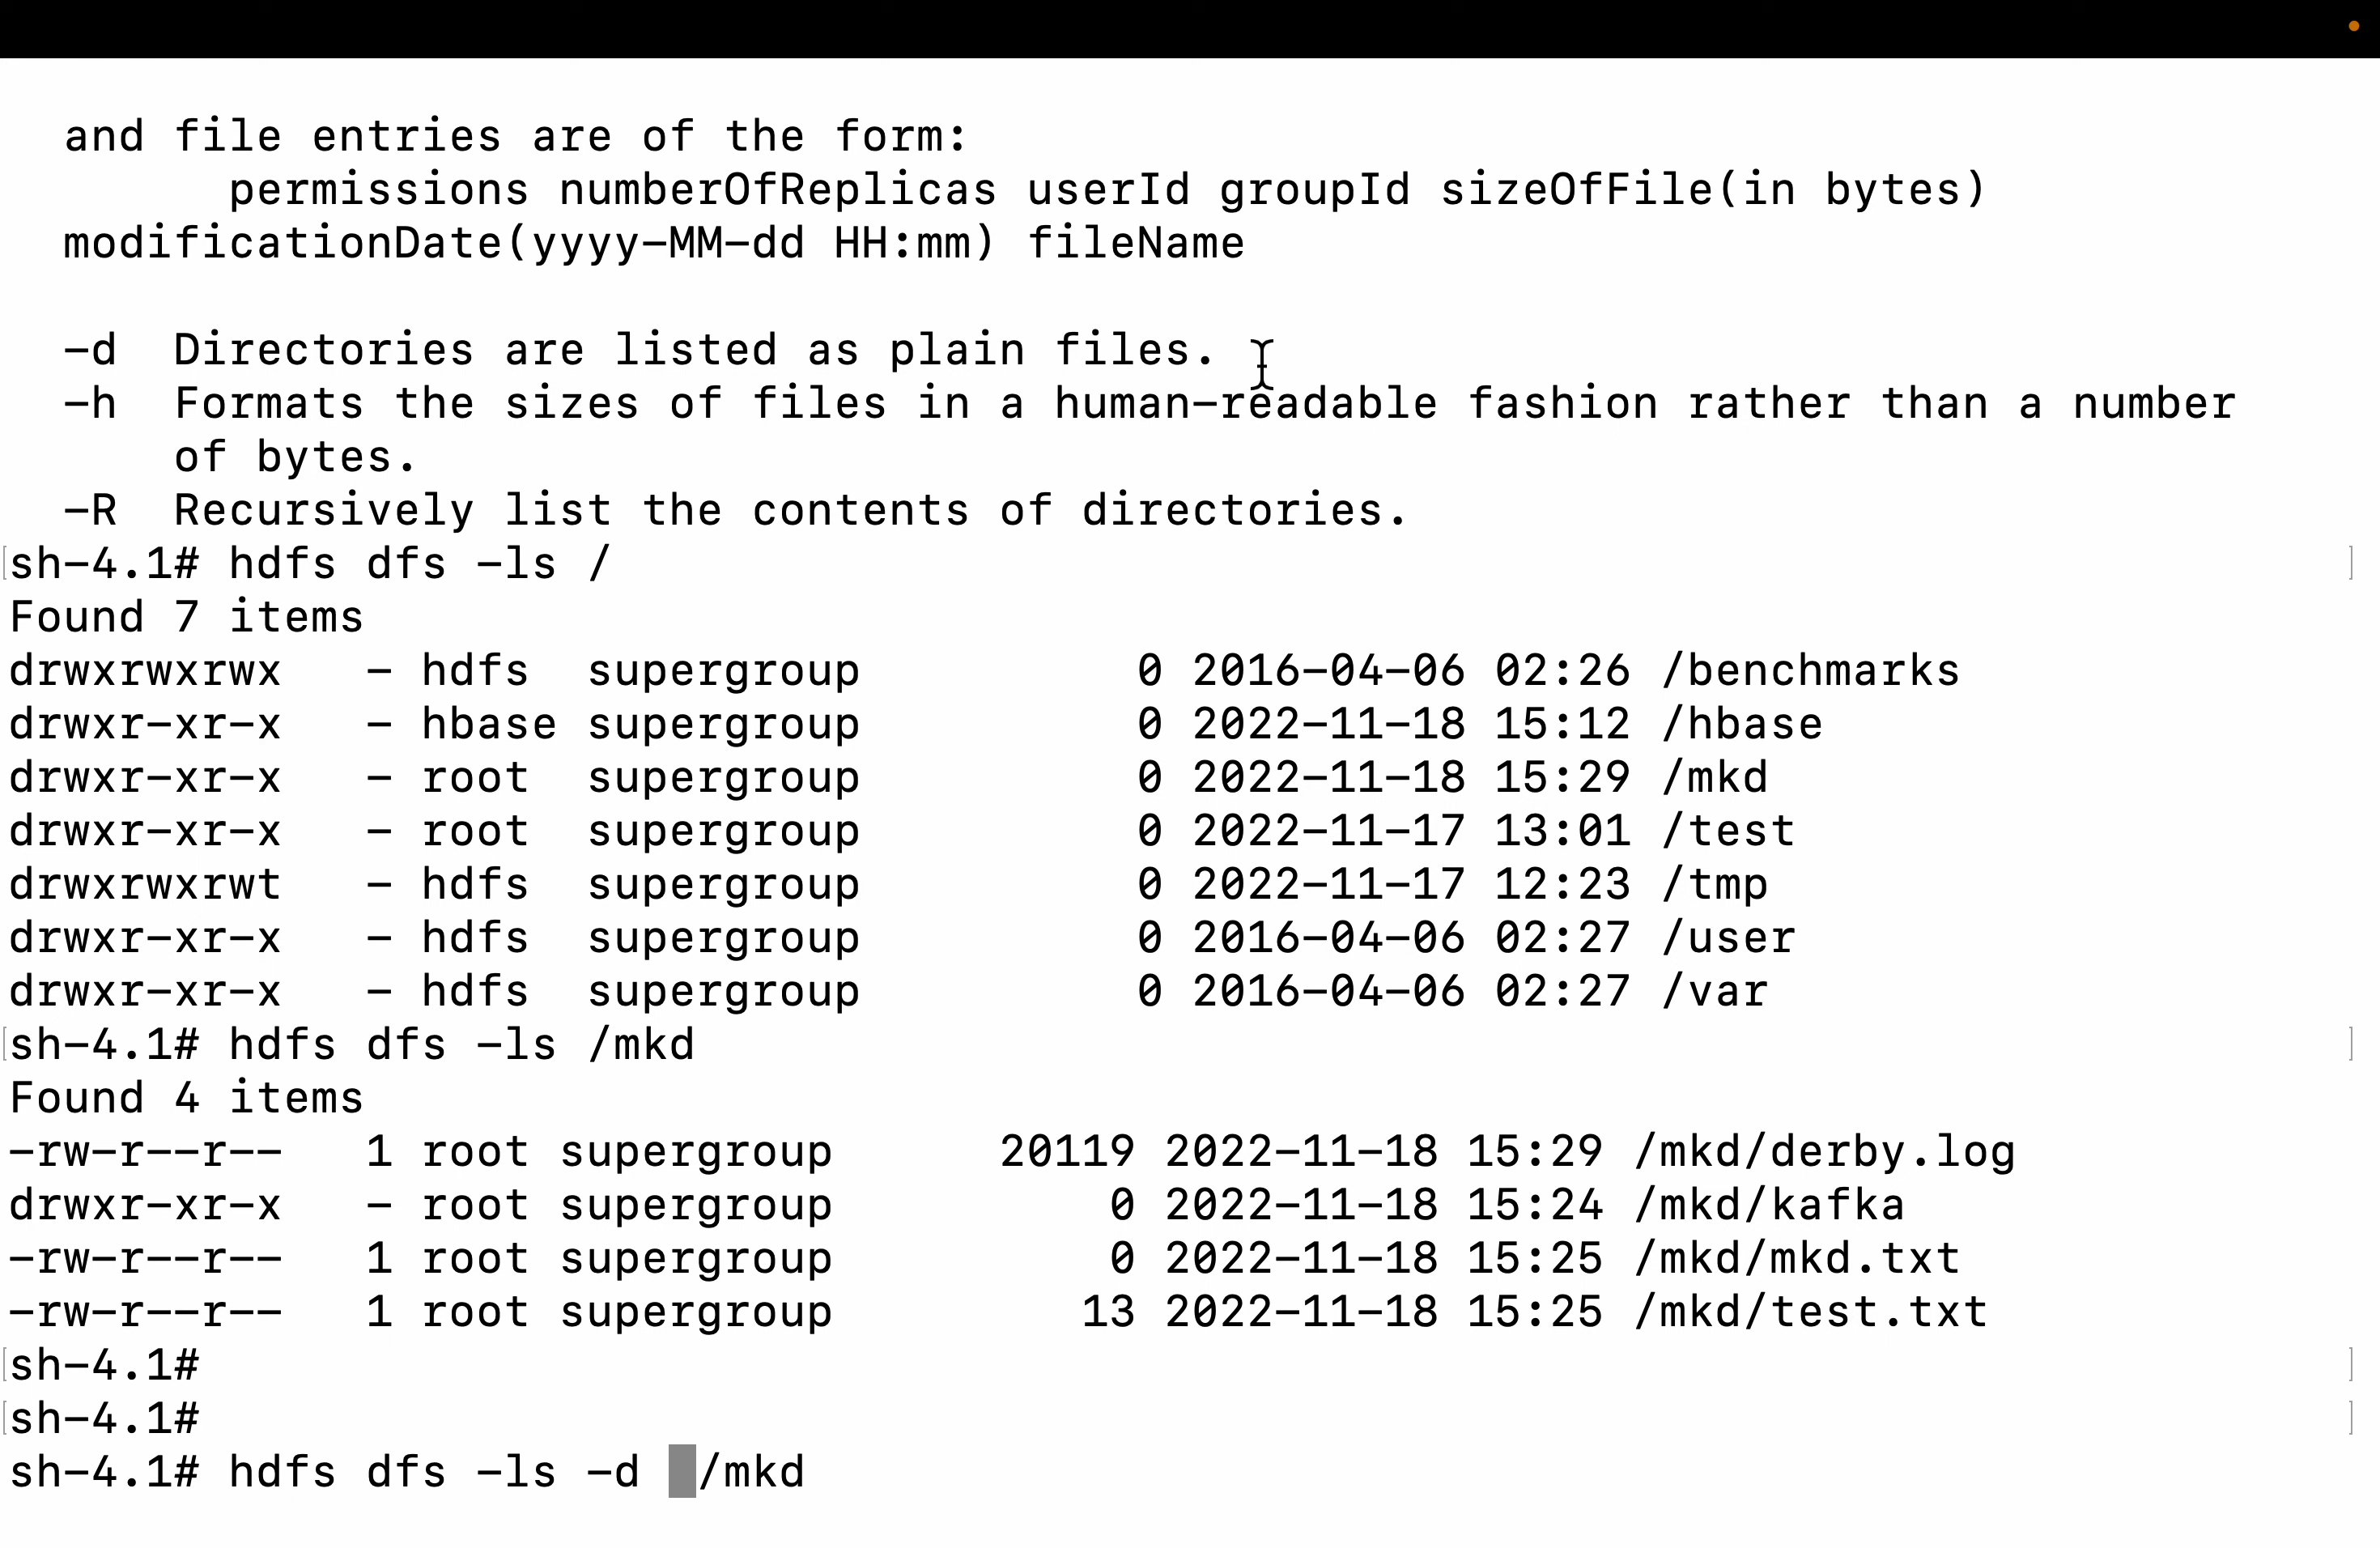 and file entries are of the form:
permissions numberOfReplicas userId groupId sizeOfFile(in bytes)
modificationDate(yyyy-MM-dd HH:mm) fileName
-d  Directories are listed as plain files.
-h  Formats the sizes of files in a human-readable fashion rather than a number
of bytes.
-R  Recursively list the contents of directories.
sh-4.1# hdfs dfs -ls /
Found 7 items
drwxrwxrwx   - hdfs  supergroup          0 2016-04-06 02:26 /benchmarks
drwxr-xr-x   - hbase supergroup          0 2022-11-18 15:12 /hbase
drwxr-xr-x   - root  supergroup          0 2022-11-18 15:29 /mkd
drwxr-xr-x   - root  supergroup          0 2022-11-17 13:01 /test
drwxrwxrwt   - hdfs  supergroup          0 2022-11-17 12:23 /tmp
drwxr-xr-x   - hdfs  supergroup          0 2016-04-06 02:27 /user
drwxr-xr-x   - hdfs  supergroup          0 2016-04-06 02:27 /var
sh-4.1# hdfs dfs -ls /mkd
Found 4 items
-rw-r--r--   1 root supergroup      20119 2022-11-18 15:29 /mkd/derby.log
drwxr-xr-x   - root supergroup          0 2022-11-18 15:24 /mkd/kafka
-rw-r--r--   1 root supergroup          0 2022-11-18 15:25 /mkd/mkd.txt
-rw-r--r--   1 root supergroup         13 2022-11-18 15:25 /mkd/test.txt
sh-4.1#
sh-4.1#
sh-4.1# hdfs dfs -ls -d  /mkd